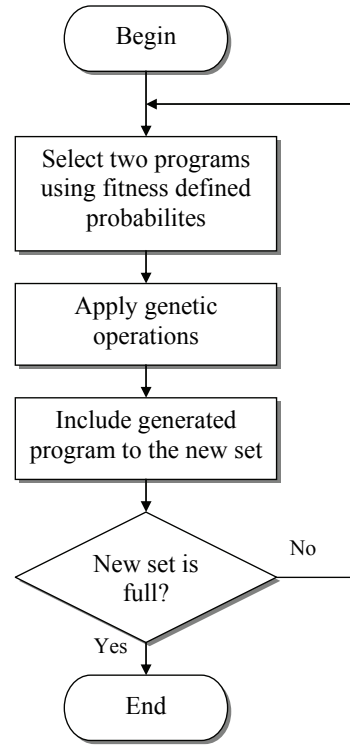 Begin
Select two programs
using fitness defined
probabilites
Apply genetic
operations
Include generated
program to the new set
New set is
full?
No
Yes
End